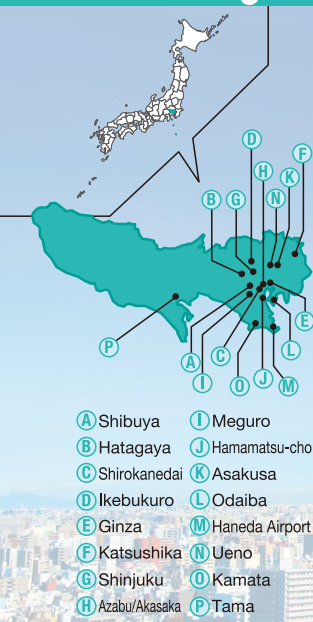 D
F
H
K
B G N
E
P
A
C
L
I
O
J
M
A Shibuya
B Hatagaya
C Shirokanedai
D Ikebukuro
E Ginza
F Katsushika
G Shinjuku
H Azabu/Akasaka
I Meguro
J Hamamatsu-cho
K Asakusa
L Odaiba
M Haneda Airport
N Ueno
O Kamata
P Tama